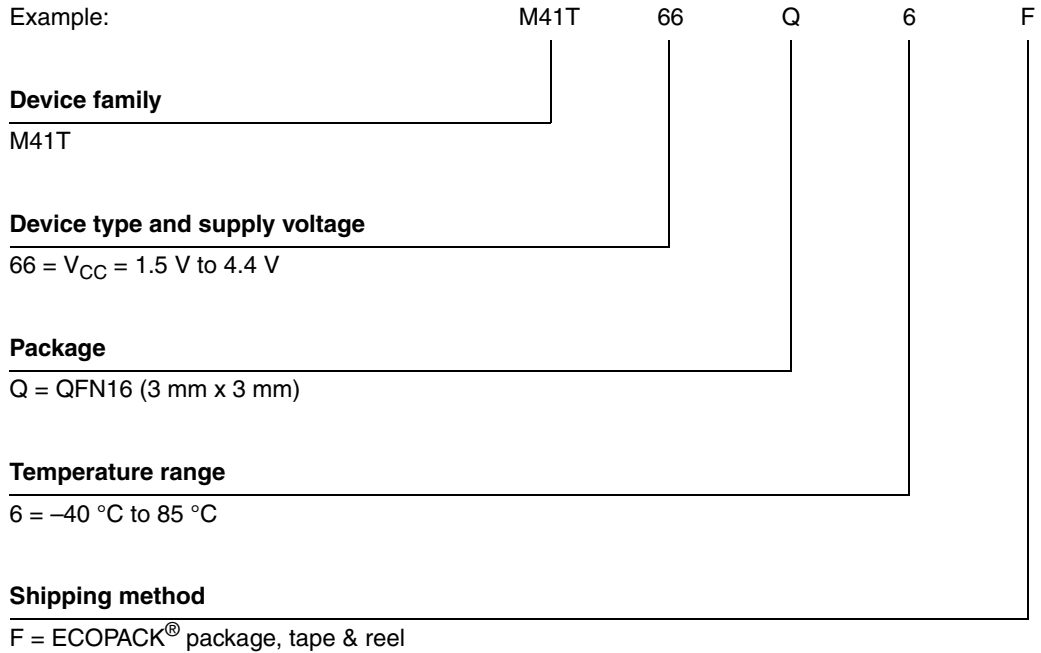 Example: M41T 66 Q 6 F
Device family
M41T
Device type and supply voltage
66 = VCC = 1.5 V to 4.4 V
Package
Q = QFN16 (3 mm x 3 mm)
Temperature range
6 = –40 °C to 85 °C
Shipping method
F = ECOPACK® package, tape & reel